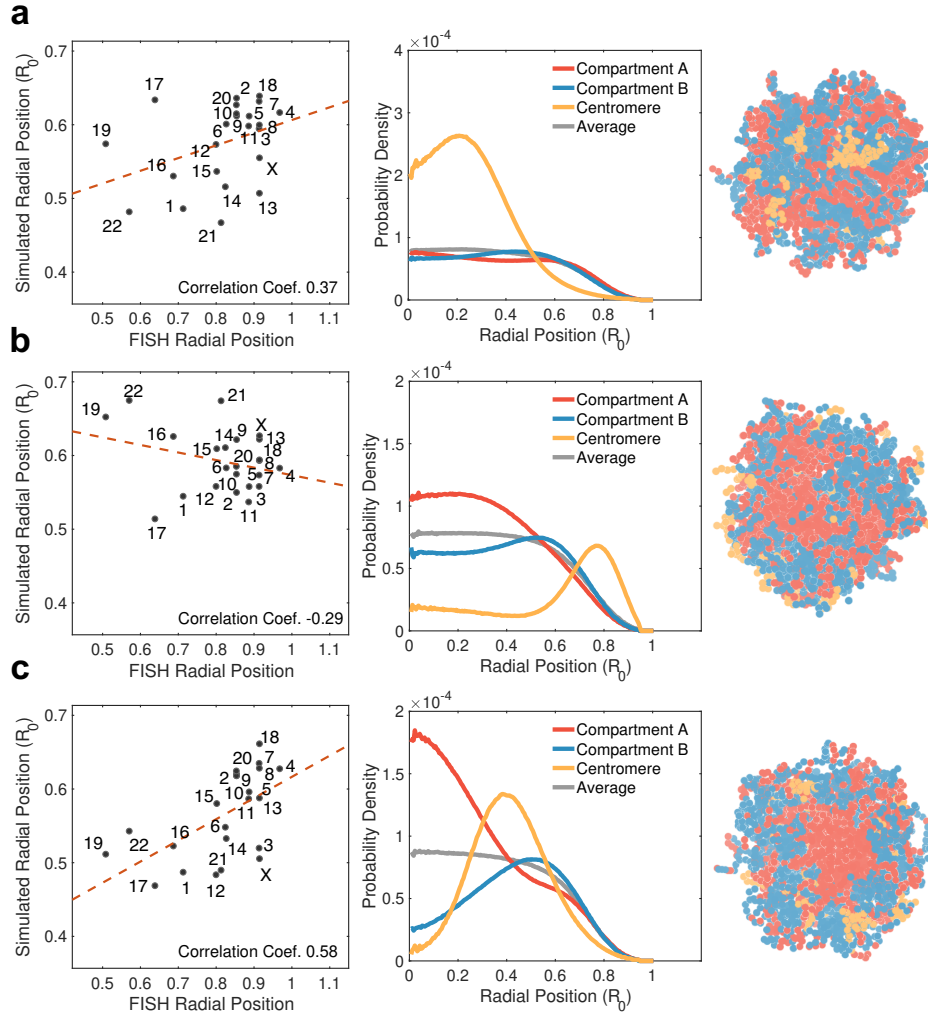 a
Simulated Radial Position (R0)
0.7
0.6
0.5
0.4
17
2
18
20
7
19
10
5
4
6
9
11
8
12
3
16
15
X
14
13
1
22
21
Correlation Coef. 0.37
0.5 0.6 0.7 0.8 0.9 1 1.1
FISH Radial Position
×10-4
Probability Density
4
3
2
1
0
Compartment A
Compartment B
Centromere
Average
0 0.2 0.4 0.6 0.8 1
Radial Position (R0)
b
Simulated Radial Position (R0)
0.7
0.6
0.5
0.4
22
21
19
9
X
16
13
15
14
18
6
8
5
7
4
10
12
1
2
3
17
11
Correlation Coef. -0.29
0.5 0.6 0.7 0.8 0.9 1 1.1
FISH Radial Position
×10-4
Probability Density
2
1.5
1
0.5
0
Compartment A
Compartment B
Centromere
Average
0 0.2 0.4 0.6 0.8 1
Radial Position (R0)
c
Simulated Radial Position (R0)
0.7
0.6
0.5
0.4
18
20
7
2
9
8
4
15
10
5
11
13
16
6
19
22
14
3
21
17
1
12
X
Correlation Coef. 0.58
0.5 0.6 0.7 0.8 0.9 1 1.1
FISH Radial Position
×10-4
Probability Density
2
1.5
1
0.5
0
Compartment A
Compartment B
Centromere
Average
0 0.2 0.4 0.6 0.8 1
Radial Position (R0)